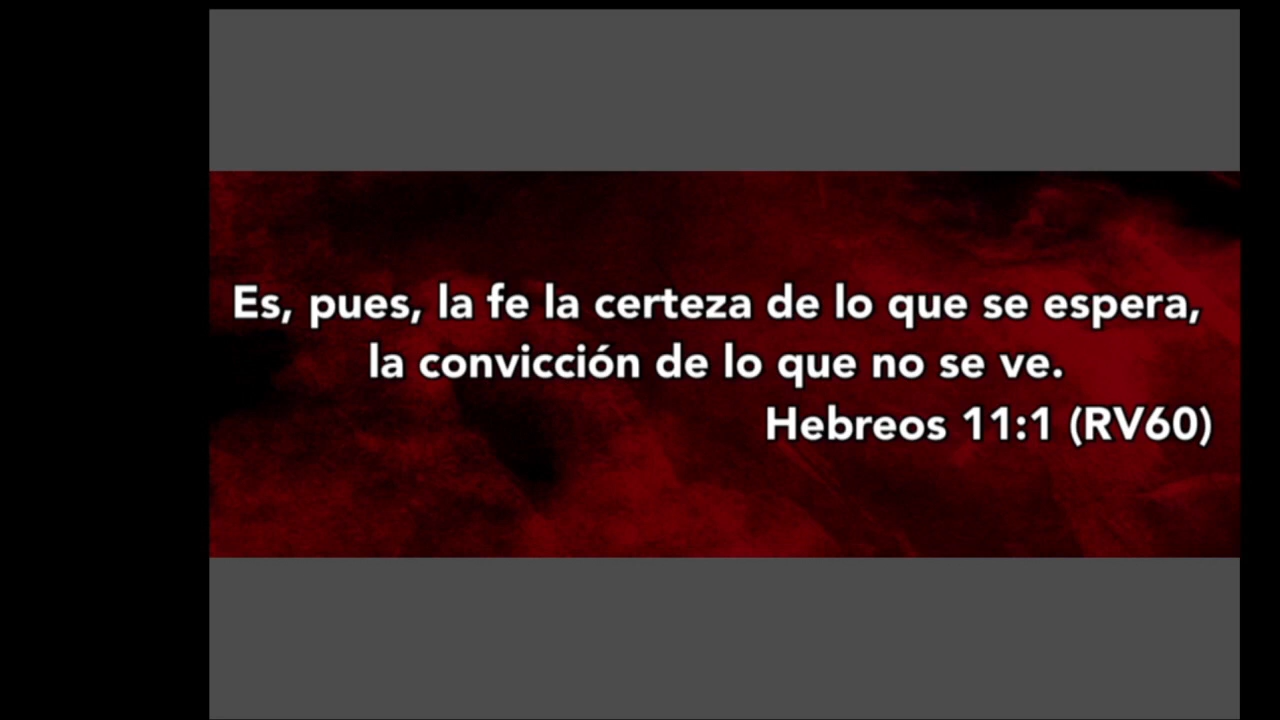 Es, pues, la fe la certeza de lo que se espera,
la convicción de lo que no se ve.
Hebreos 11:1 (RV60)